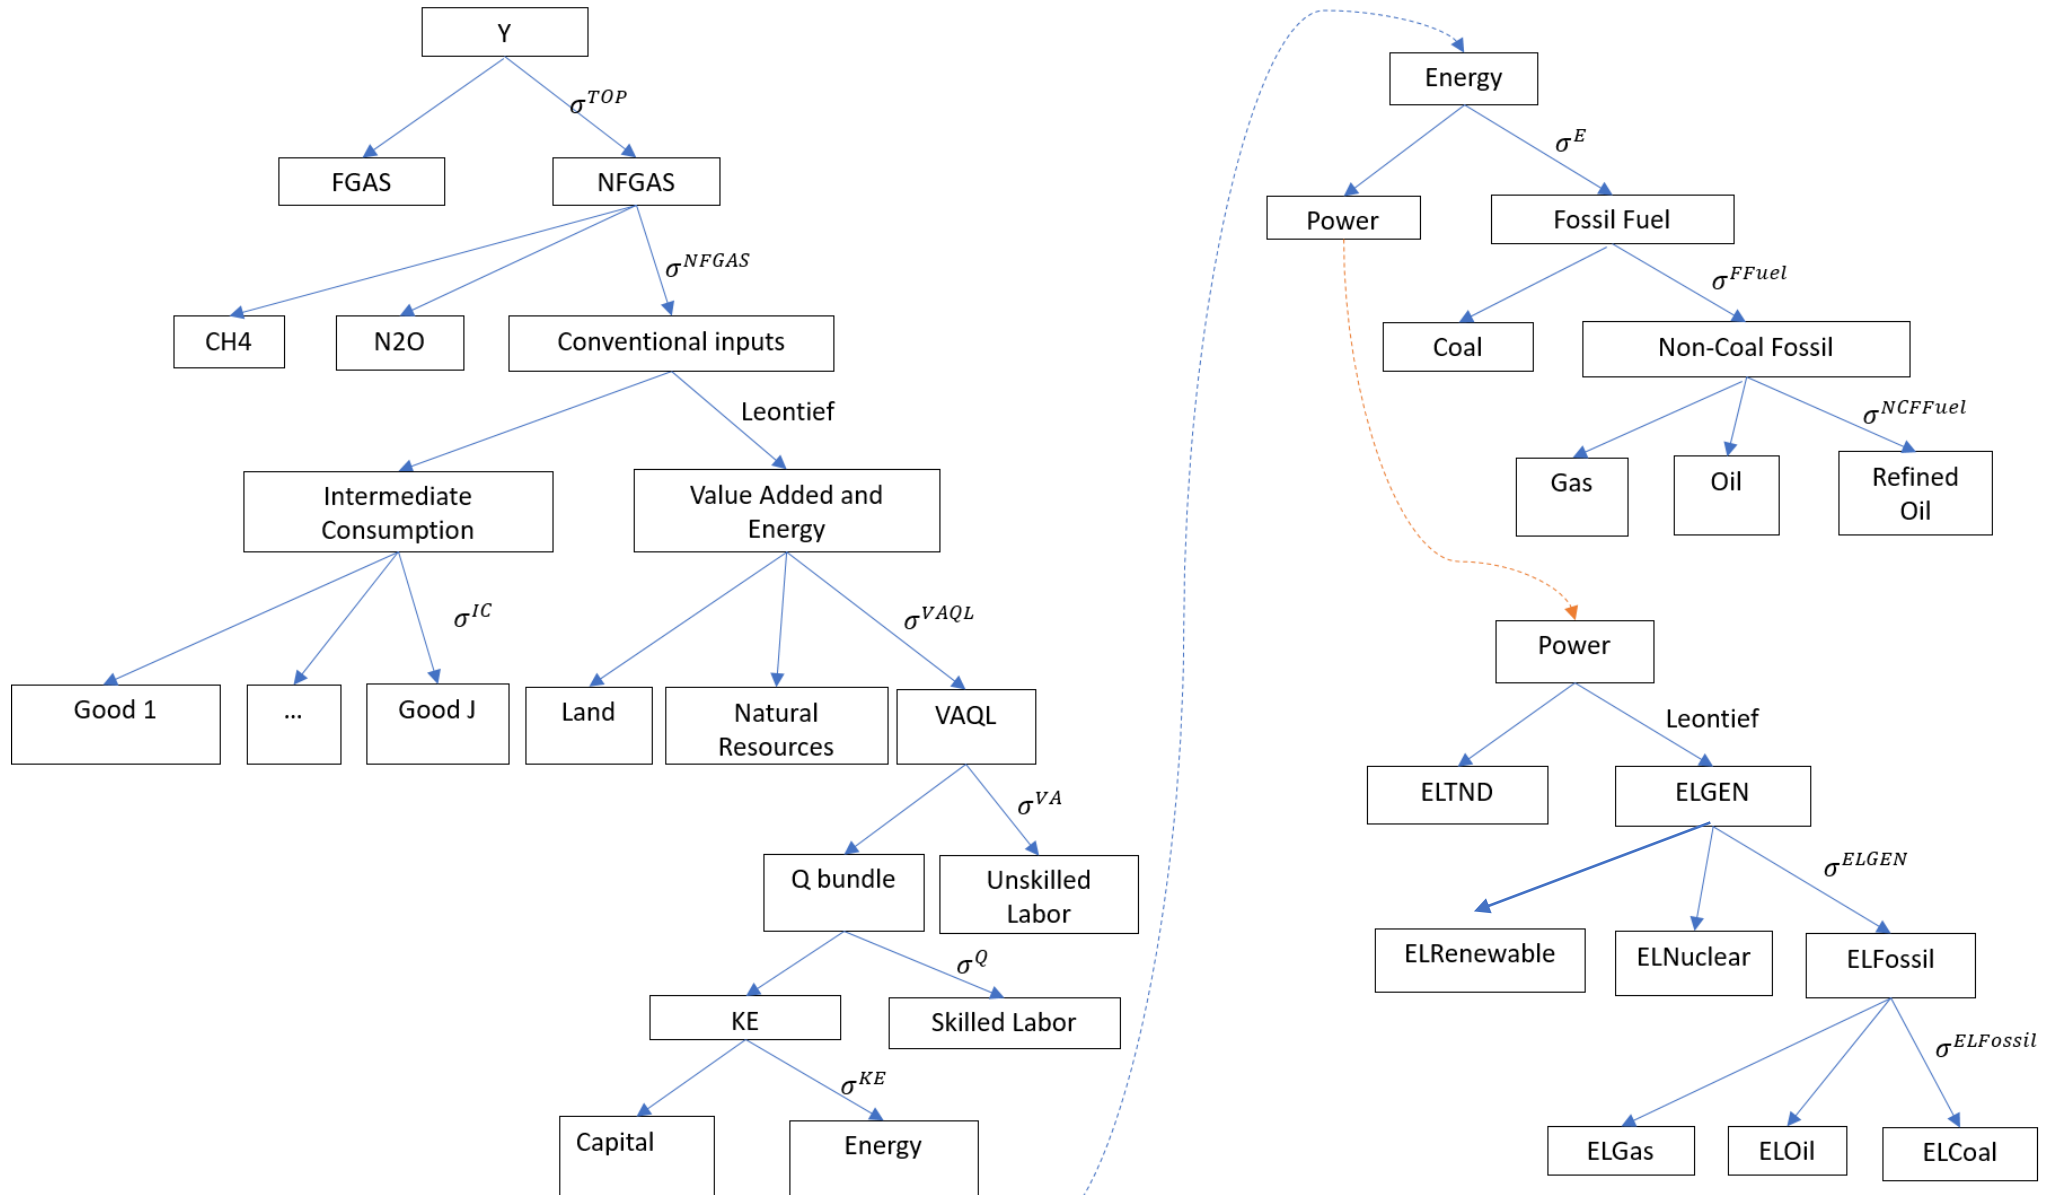 Y
σ^TOP
FGAS
NFGAS
σ^NFGAS
CH4
N2O
Conventional inputs
Leontief
Intermediate
Consumption
Value Added and
Energy
σ^IC
σ^VAQL
Good 1
...
Good J
Land
Natural
Resources
VAQL
σ^VA
Q bundle
Unskilled
Labor
σ^Q
KE
Skilled Labor
σ^KE
Capital
Energy
Energy
σ^E
Power
Fossil Fuel
σ^FFuel
Coal
Non-Coal Fossil
σ^NCFFuel
Gas
Oil
Refined
Oil
Power
Leontief
ELTND
ELGEN
σ^ELGEN
ELRenewable
ELNuclear
ELFossil
σ^ELFossil
ELGas
ELOil
ELCoal